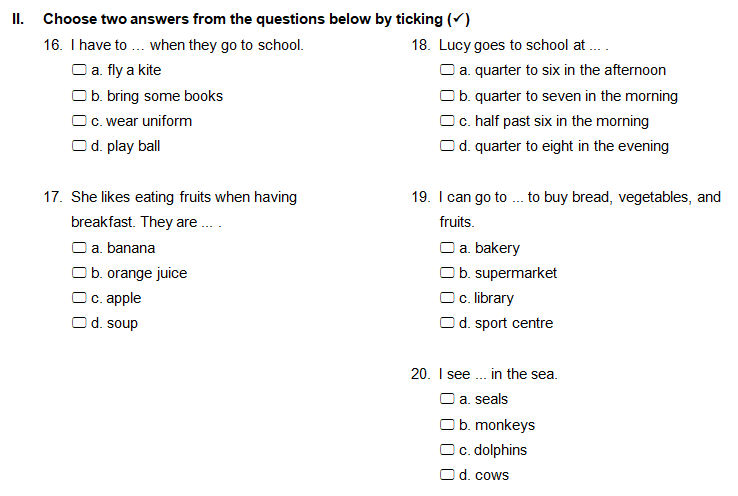 II. Choose two answers from the questions below by ticking (✓)
16. I have to ... when they go to school.
a. fly a kite
b. bring some books
c. wear uniform
d. play ball
17. She likes eating fruits when having
breakfast. They are ... .
a. banana
b. orange juice
c. apple
d. soup
18. Lucy goes to school at ... .
a. quarter to six in the afternoon
b. quarter to seven in the morning
c. half past six in the morning
d. quarter to eight in the evening
19. I can go to ... to buy bread, vegetables, and
fruits.
a. bakery
b. supermarket
c. library
d. sport centre
20. I see ... in the sea.
a. seals
b. monkeys
c. dolphins
d. cows